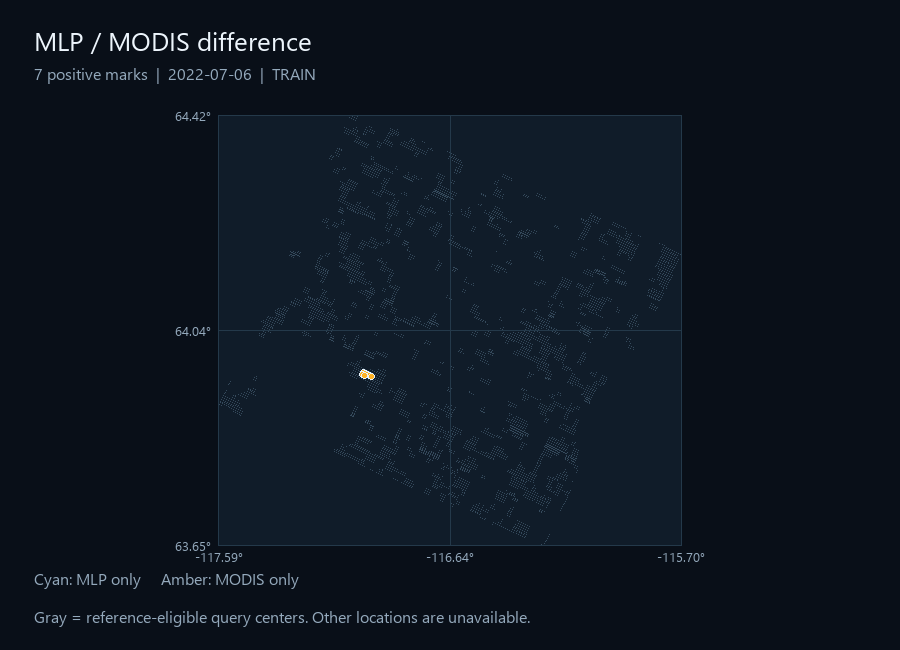 MLP / MODIS difference
7 positive marks | 2022-07-06 | TRAIN
64.42°
64.04°
63.65°
-117.59° -116.64° -115.70°
Cyan: MLP only Amber: MODIS only
Gray = reference-eligible query centers. Other locations are unavailable.